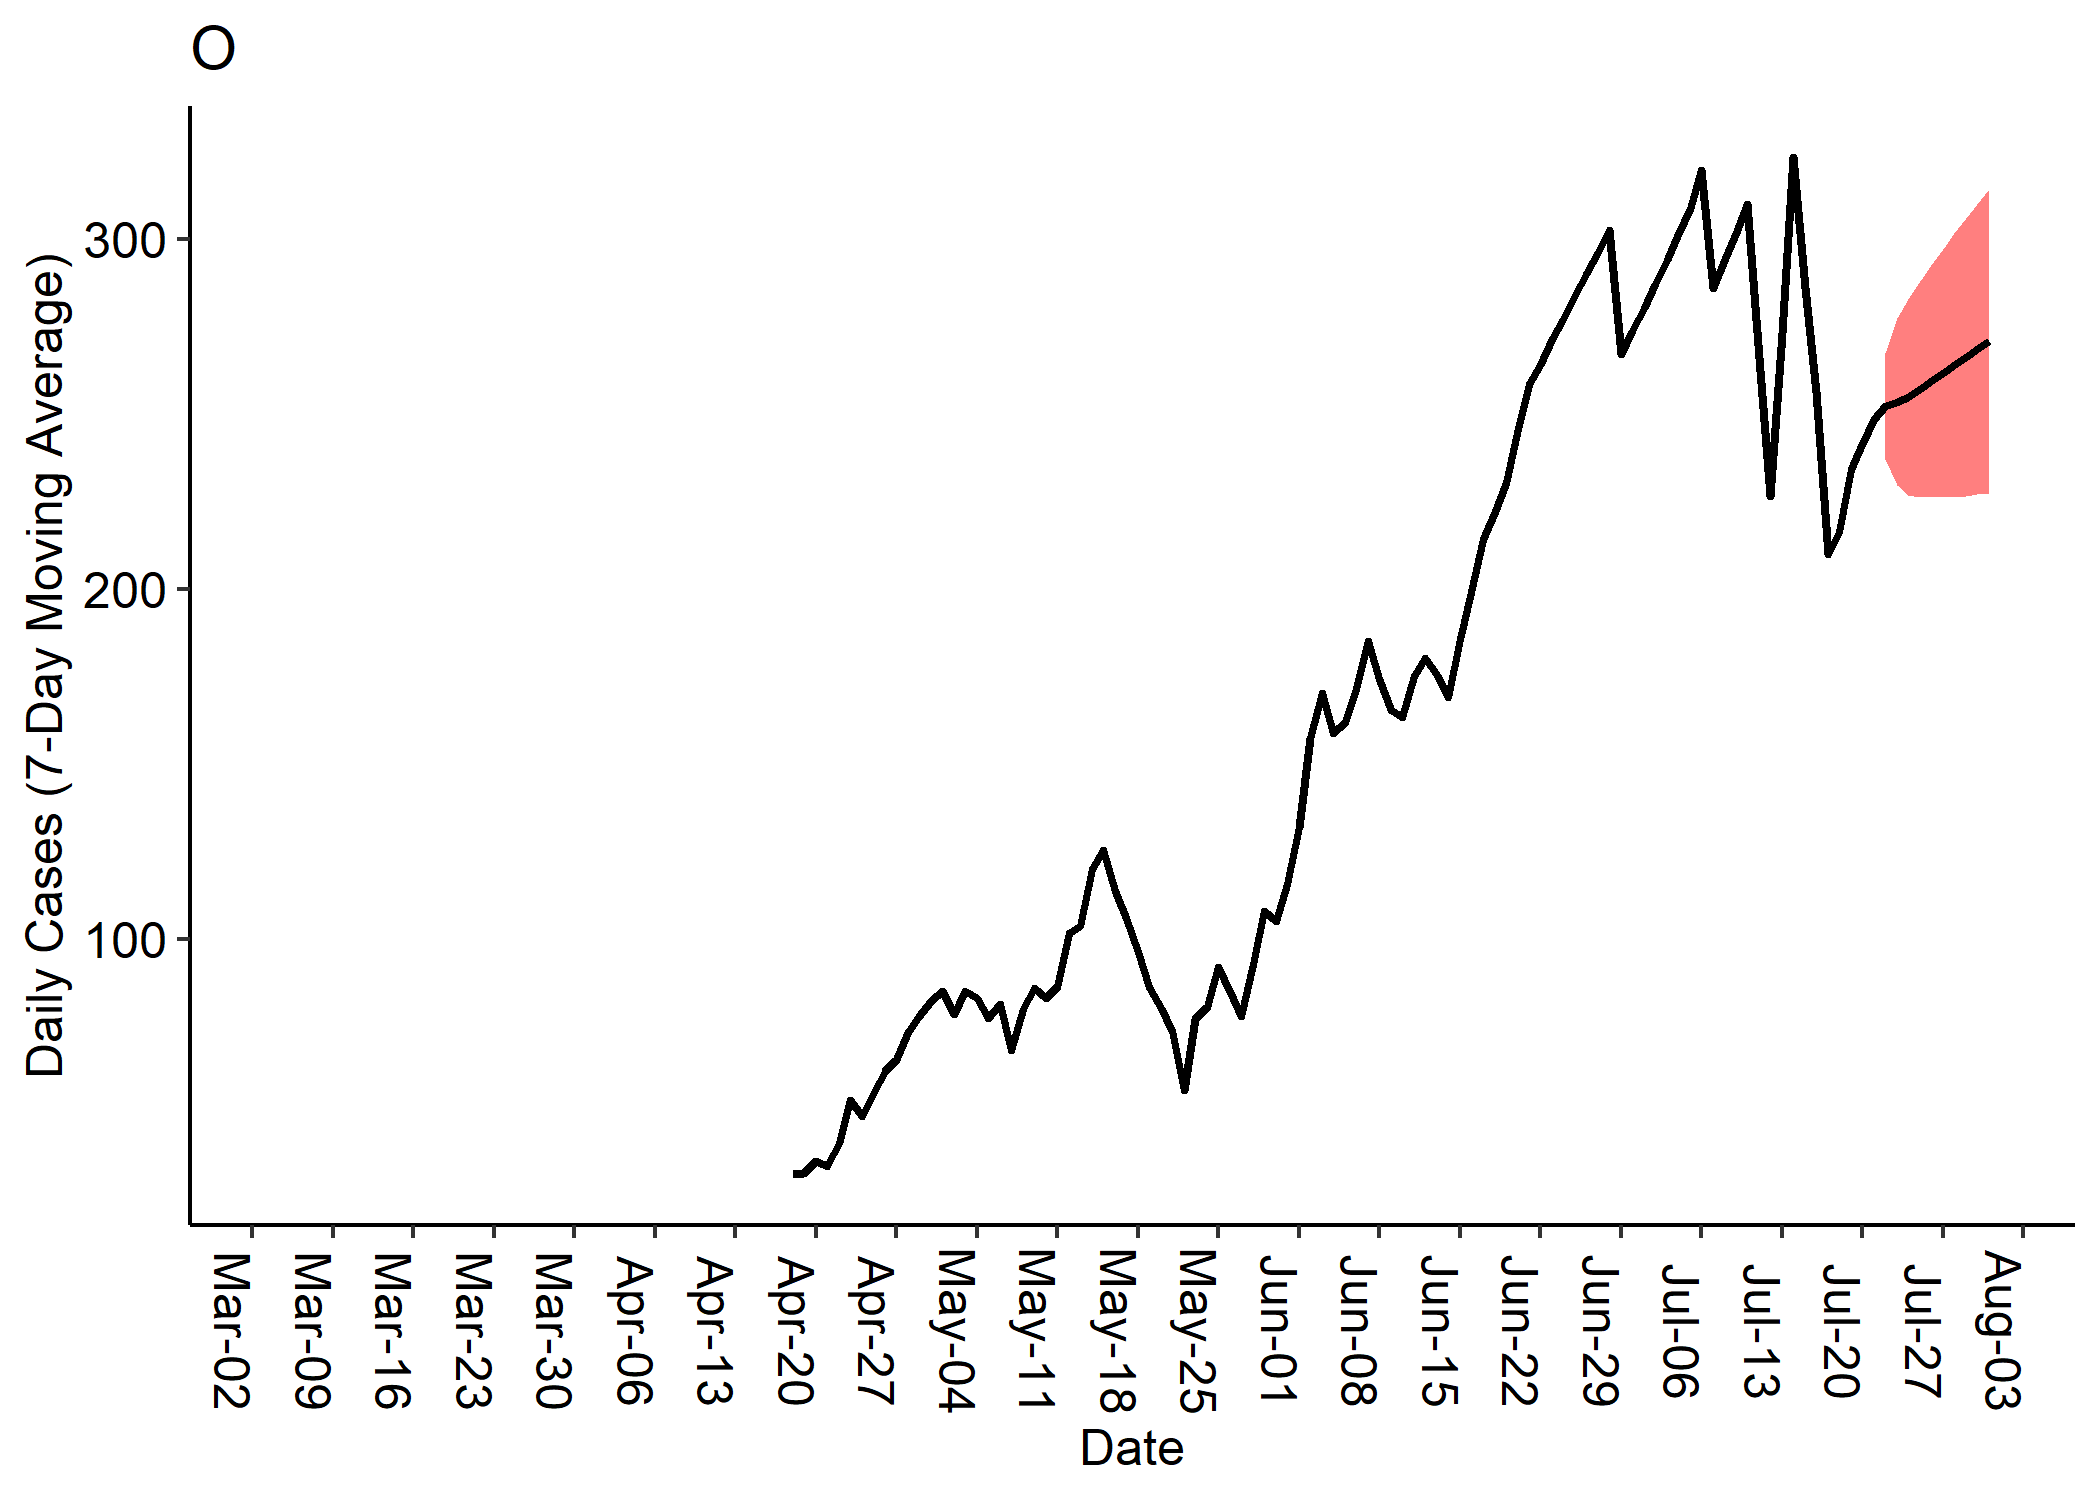 O
Daily Cases (7-Day Moving Average)
300
200
100
Mar-02
Mar-09
Mar-16
Mar-23
Mar-30
Apr-06
Apr-13
Apr-20
Apr-27
May-04
May-11
May-18
May-25
Jun-01
Jun-08
Jun-15
Jun-22
Jun-29
Jul-06
Jul-13
Jul-20
Jul-27
Aug-03
Date